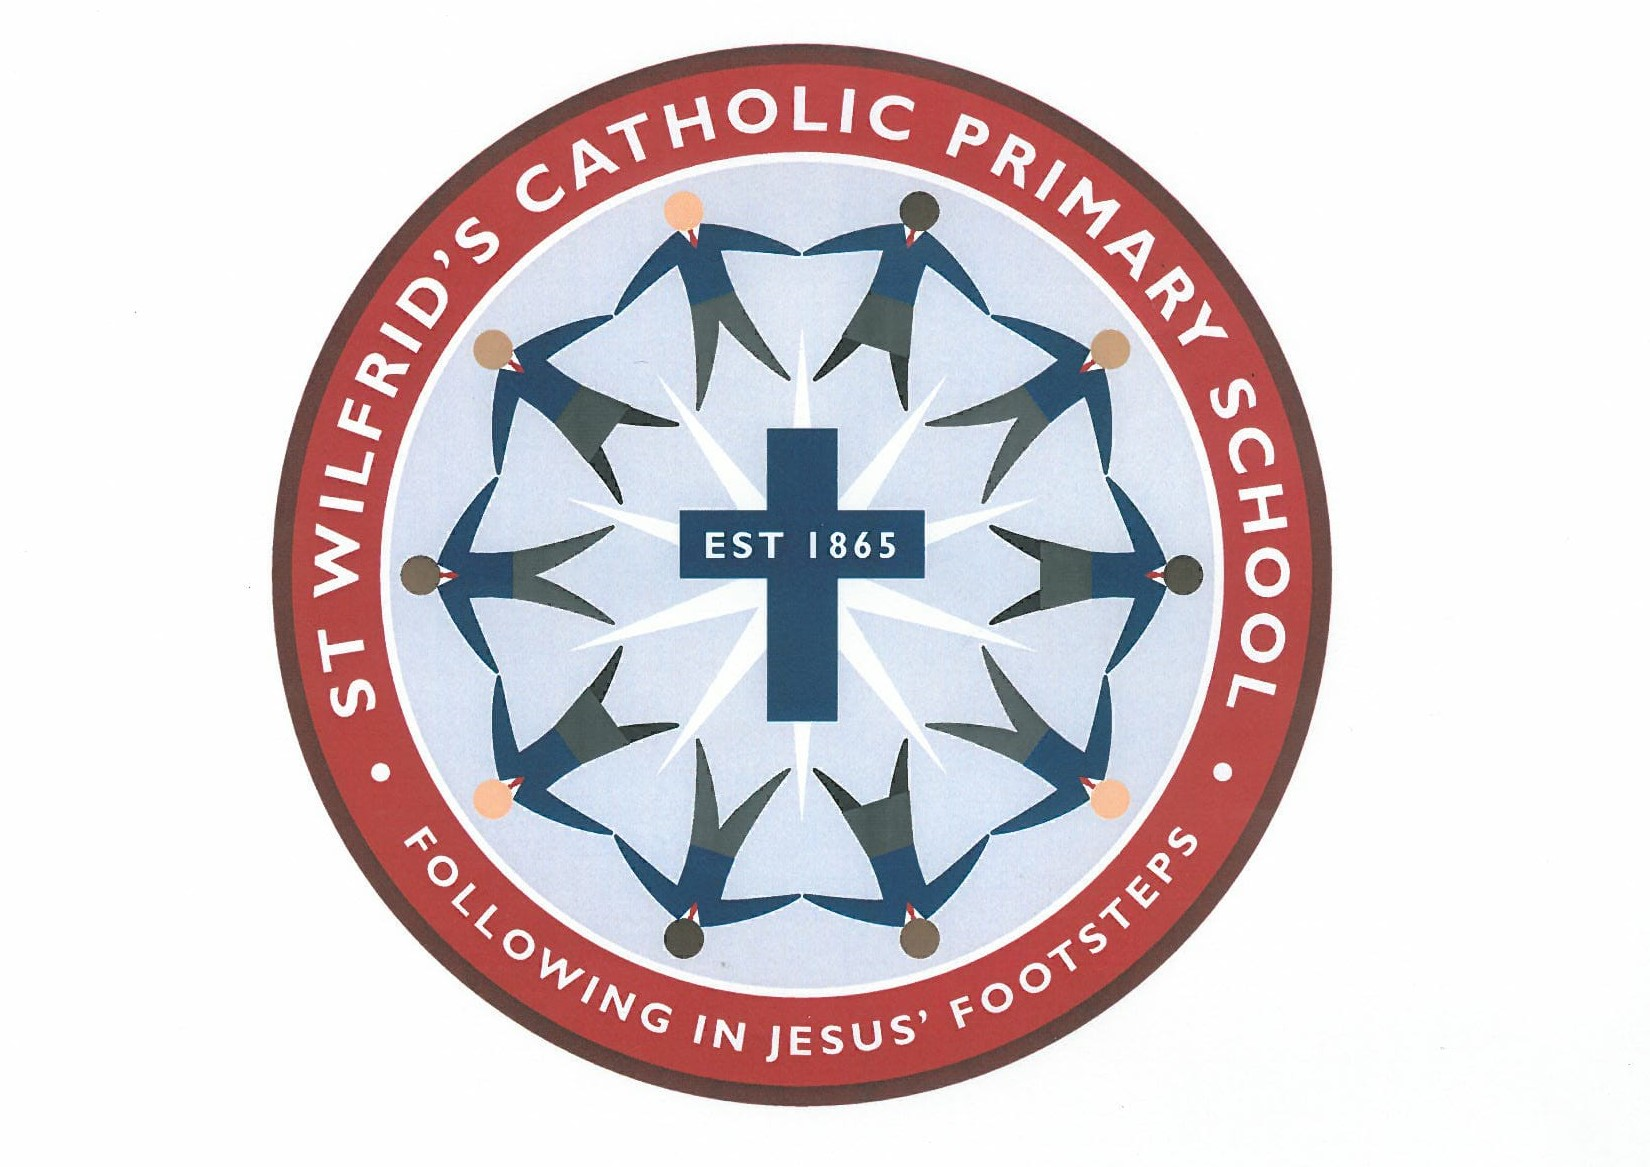 ST WILFRID'S CATHOLIC PRIMARY SCHOOL
EST 1865
• FOLLOWING IN JESUS' FOOTSTEPS •